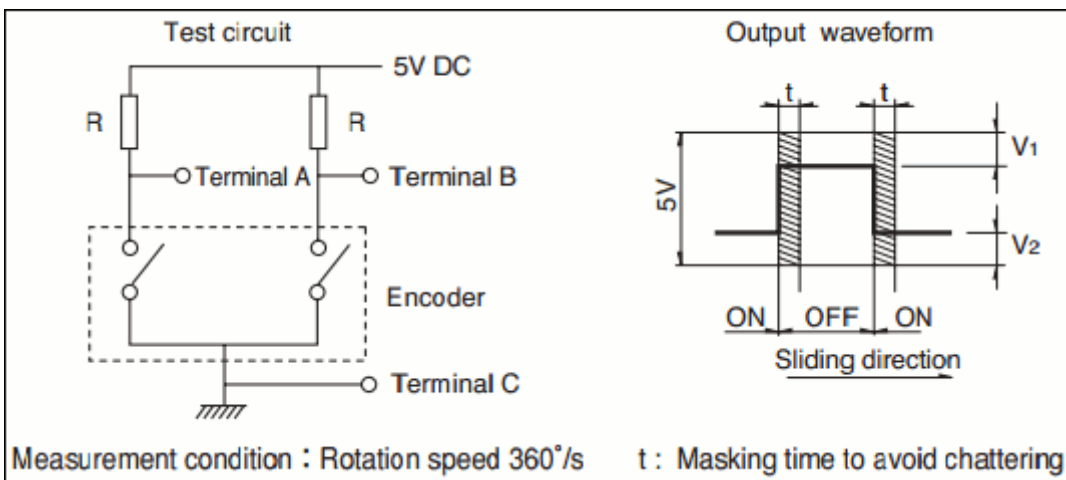 Test circuit
5V DC
R
R
Terminal A
Terminal B
Encoder
Terminal C
Output waveform
t
t
V1
5V
V2
ON
OFF
ON
Sliding direction
Measurement condition : Rotation speed 360°/s
t : Masking time to avoid chattering